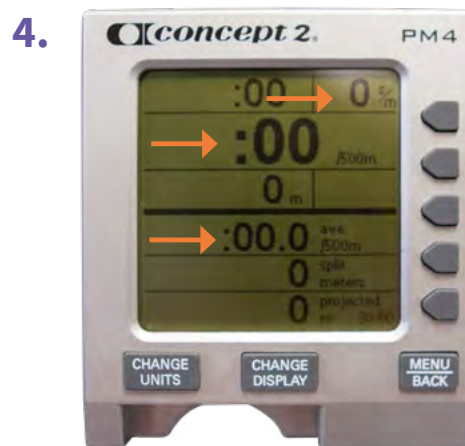 4.
concept 2.
PM4
:00 0 s/m
:00 /500m
0 m
:00.0 ave /500m
0 split meters
0 projected m 30:00
CHANGE UNITS
CHANGE DISPLAY
MENU BACK